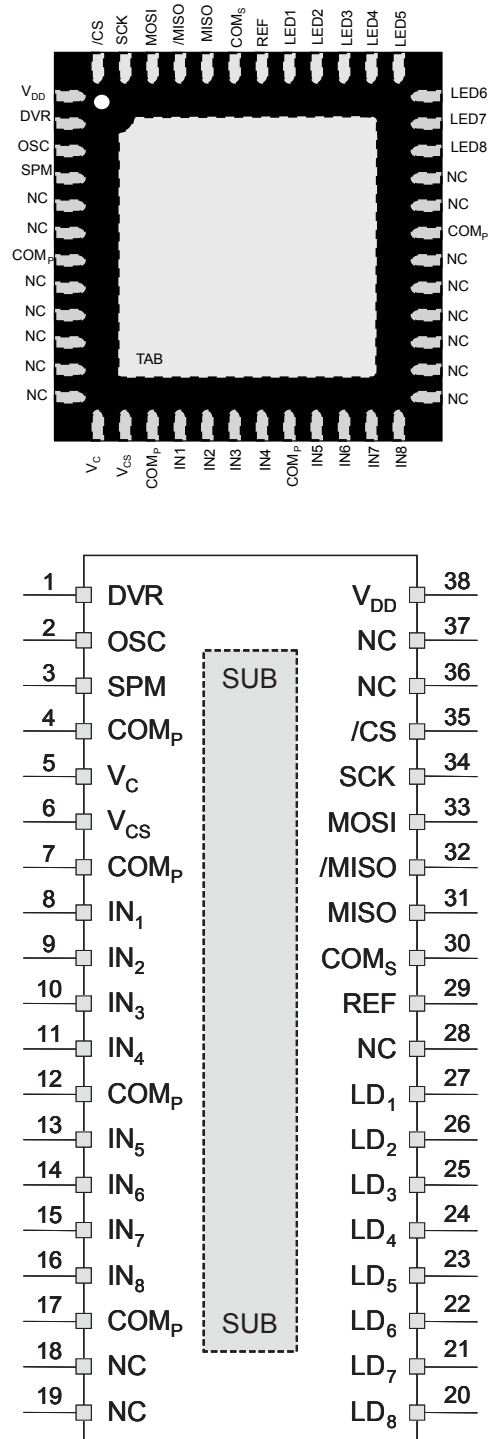 /CS
SCK
MOSI
/MISO
MISO
COMS
REF
LED1
LED2
LED3
LED4
LED5
VDD
DVR
OSC
SPM
NC
NC
COMP
NC
NC
NC
NC
NC
LED6
LED7
LED8
NC
NC
COMP
NC
NC
NC
NC
NC
NC
TAB
VC
VCS
COMP
IN1
IN2
IN3
IN4
COMP
IN5
IN6
IN7
IN8
1 DVR
2 OSC
3 SPM
4 COMP
5 VC
6 VCS
7 COMP
8 IN1
9 IN2
10 IN3
11 IN4
12 COMP
13 IN5
14 IN6
15 IN7
16 IN8
17 COMP
18 NC
19 NC
SUB
SUB
VDD 38
NC 37
NC 36
/CS 35
SCK 34
MOSI 33
/MISO 32
MISO 31
COMS 30
REF 29
NC 28
LD1 27
LD2 26
LD3 25
LD4 24
LD5 23
LD6 22
LD7 21
LD8 20